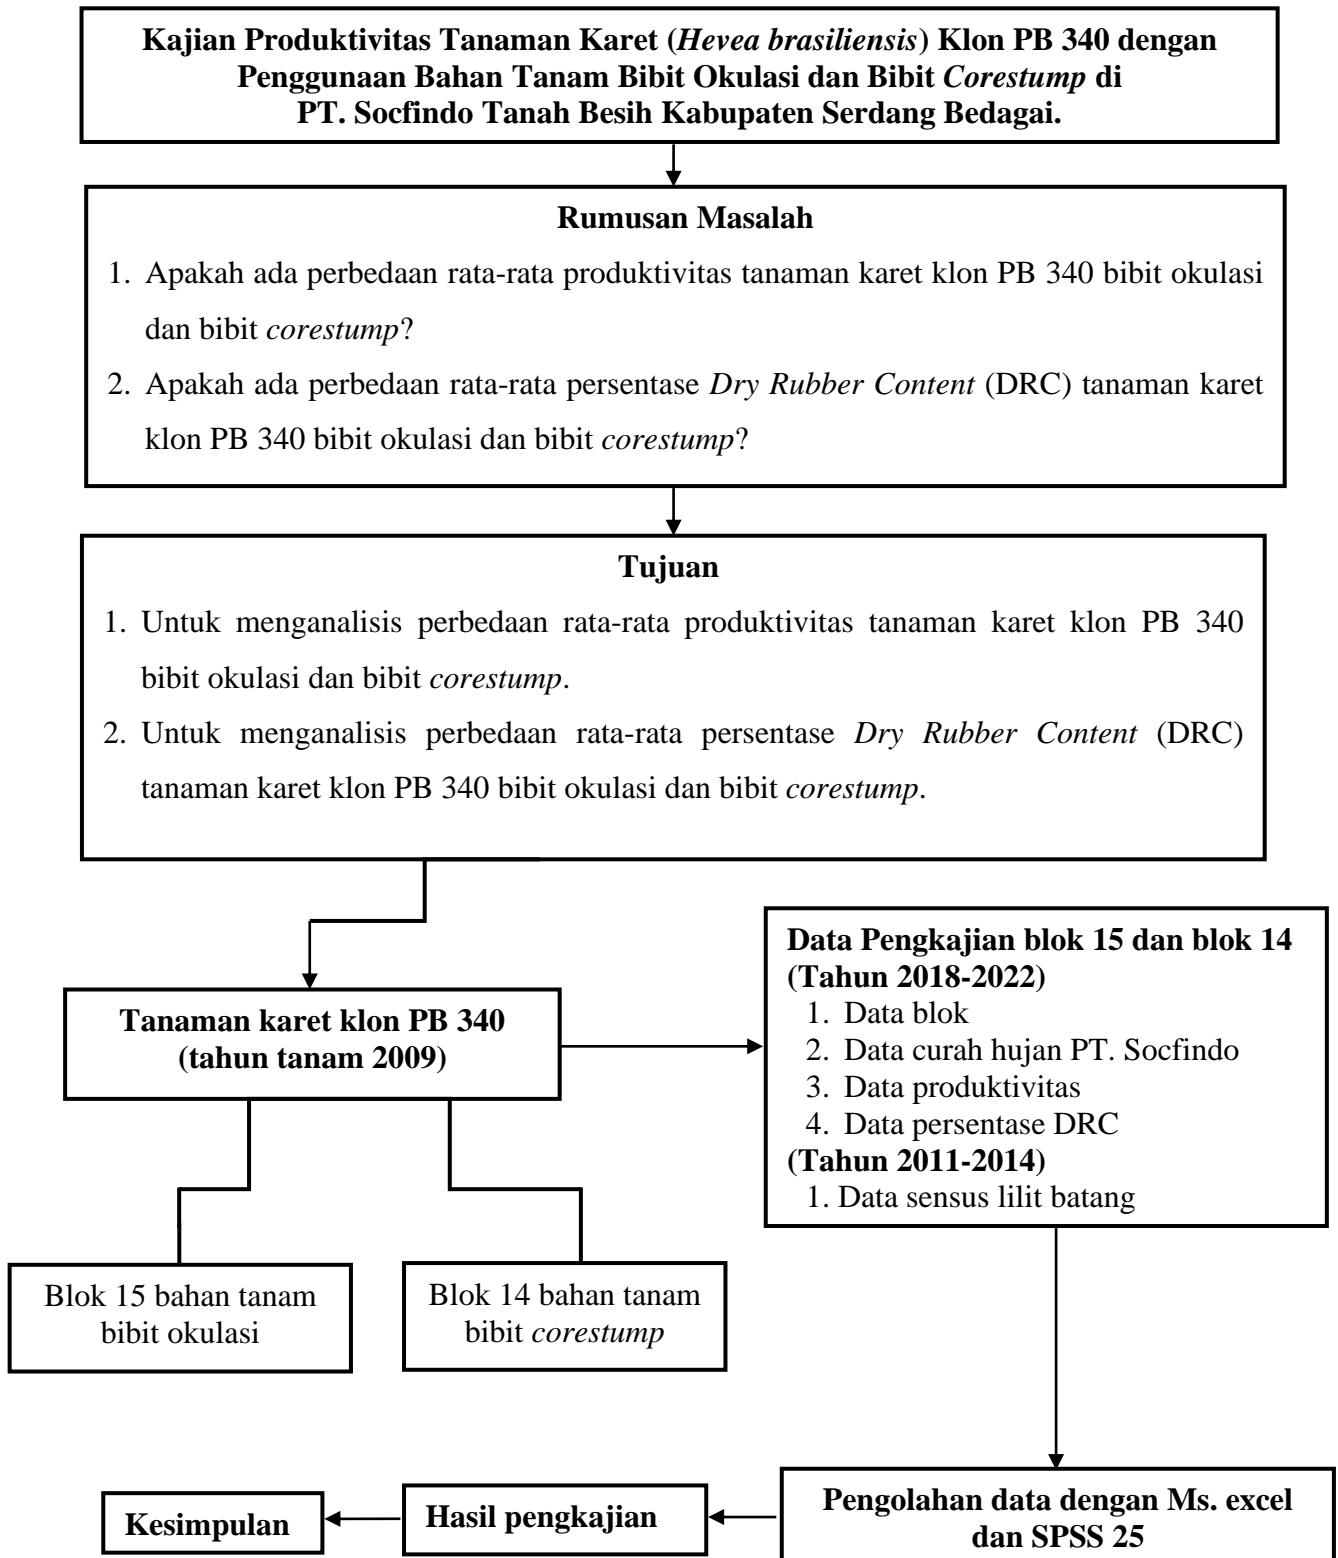 Kajian Produktivitas Tanaman Karet (Hevea brasiliensis) Klon PB 340 dengan
Penggunaan Bahan Tanam Bibit Okulasi dan Bibit Corestump di
PT. Socfindo Tanah Besih Kabupaten Serdang Bedagai.
Rumusan Masalah
1. Apakah ada perbedaan rata-rata produktivitas tanaman karet klon PB 340 bibit okulasi
dan bibit corestump?
2. Apakah ada perbedaan rata-rata persentase Dry Rubber Content (DRC) tanaman karet
klon PB 340 bibit okulasi dan bibit corestump?
Tujuan
1. Untuk menganalisis perbedaan rata-rata produktivitas tanaman karet klon PB 340
bibit okulasi dan bibit corestump.
2. Untuk menganalisis perbedaan rata-rata persentase Dry Rubber Content (DRC)
tanaman karet klon PB 340 bibit okulasi dan bibit corestump.
Tanaman karet klon PB 340
(tahun tanam 2009)
Data Pengkajian blok 15 dan blok 14
(Tahun 2018-2022)
1. Data blok
2. Data curah hujan PT. Socfindo
3. Data produktivitas
4. Data persentase DRC
(Tahun 2011-2014)
1. Data sensus lilit batang
Blok 15 bahan tanam
bibit okulasi
Blok 14 bahan tanam
bibit corestump
Pengolahan data dengan Ms. excel
dan SPSS 25
Hasil pengkajian
Kesimpulan